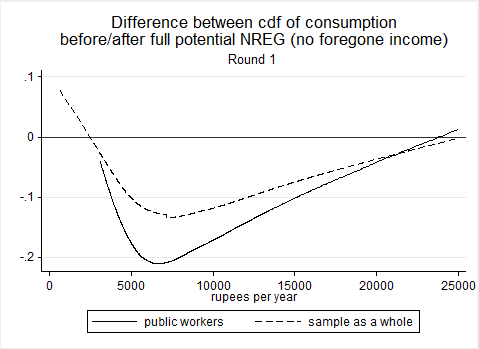 Difference between cdf of consumption
before/after full potential NREG (no foregone income)
Round 1
.1
0
-.1
-.2
0 5000 10000 15000 20000 25000
rupees per year
public workers sample as a whole